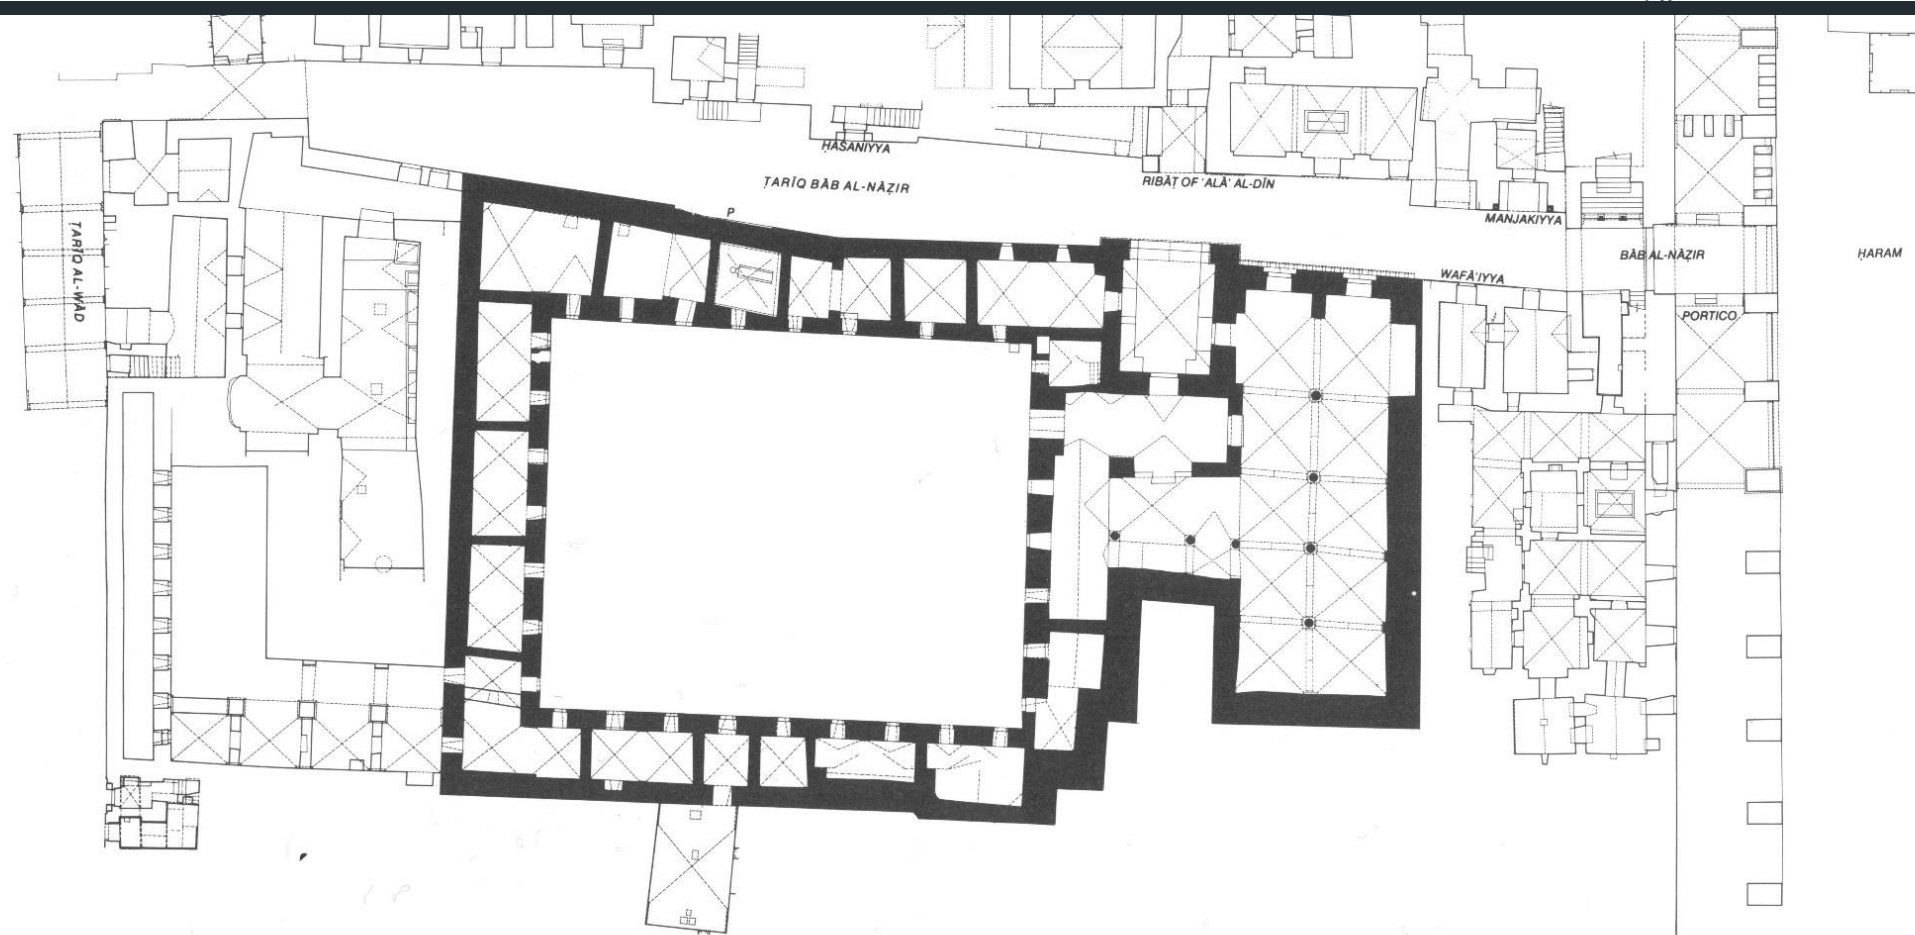 ḤASANIYYA
ṬARĪQ BĀB AL-NĀẒIR
P
RIBĀṬ OF 'ALĀ' AL-DĪN
MANJAKIYYA
BĀB AL-NĀẒIR
ḤARAM
WAFĀ'IYYA
PORTICO
ṬARĪQ AL-WĀD